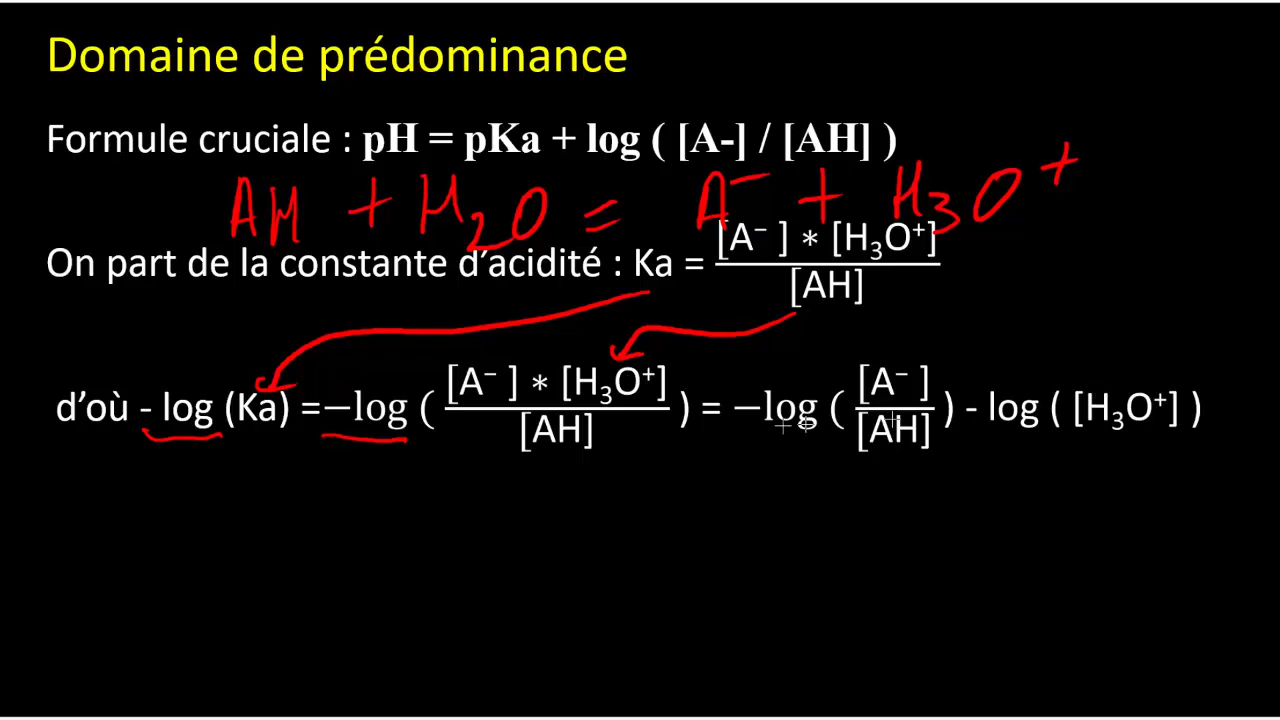 Domaine de prédominance
Formule cruciale : pH = pKa + log ( [A-] / [AH] )
AH + H₂O = A⁻ + H₃O⁺
On part de la constante d'acidité : Ka = [A⁻ ] ∗ [H₃O⁺] / [AH]
d'où - log (Ka) =−log ( [A⁻ ] ∗ [H₃O⁺] / [AH] ) = −log ( [A⁻ ] / [AH] ) - log ( [H₃O⁺] )